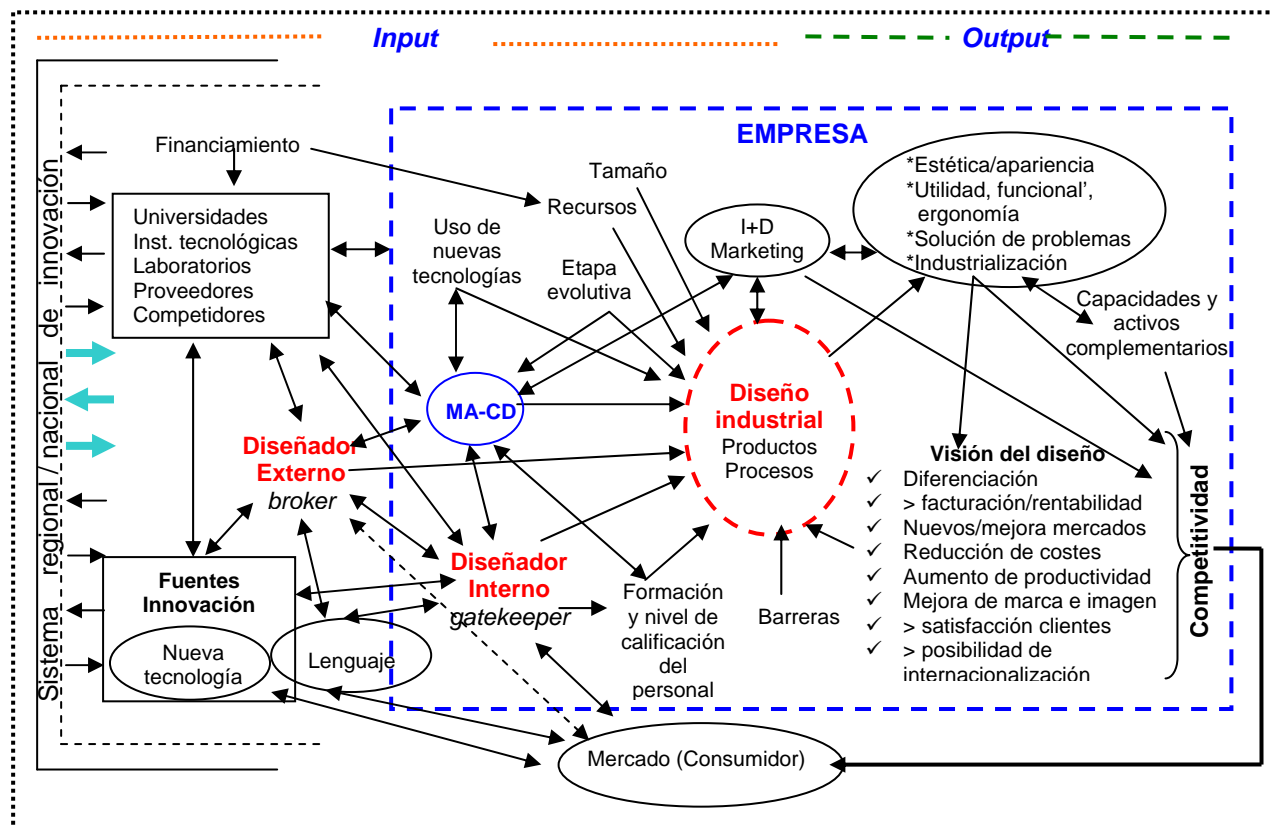 Input
Output
EMPRESA
Sistema regional / nacional de innovación
Financiamiento
Universidades
Inst. tecnológicas
Laboratorios
Proveedores
Competidores
Tamaño
Recursos
Uso de
nuevas
tecnologías
Etapa
evolutiva
I+D
Marketing
*Estética/apariencia
*Utilidad, funcional’,
ergonomía
*Solución de problemas
*Industrialización
Capacidades y
activos
complementarios
MA-CD
Diseño
industrial
Productos
Procesos
Diseñador
Externo
broker
Diseñador
Interno
gatekeeper
Fuentes
Innovación
Nueva
tecnología
Lenguaje
Formación
y nivel de
calificación
del
personal
Barreras
Visión del diseño
✓ Diferenciación
✓ > facturación/rentabilidad
✓ Nuevos/mejora mercados
✓ Reducción de costes
✓ Aumento de productividad
✓ Mejora de marca e imagen
✓ > satisfacción clientes
✓ > posibilidad de
internacionalización
Competitividad
Mercado (Consumidor)